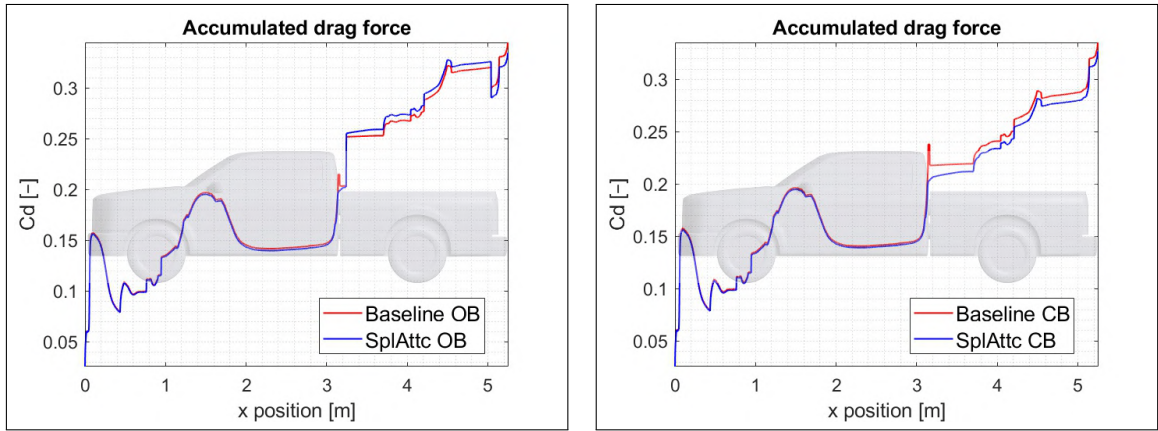 Accumulated drag force
0.3
0.25
0.2
0.15
0.1
0.05
Cd [–]
0 1 2 3 4 5
x position [m]
Baseline OB
SplAttc OB
Accumulated drag force
0.3
0.25
0.2
0.15
0.1
0.05
Cd [–]
0 1 2 3 4 5
x position [m]
Baseline CB
SplAttc CB